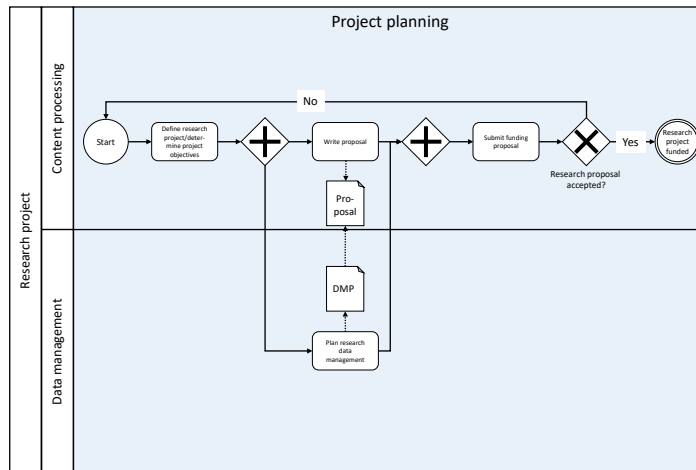 Project planning
Research project
Content processing
No
Start
Define research
project/deter-
mine project
objectives
Write proposal
Submit funding
proposal
Research proposal
accepted?
Yes
Research
project
funded
Pro-
posal
Data management
DMP
Plan research
data
management